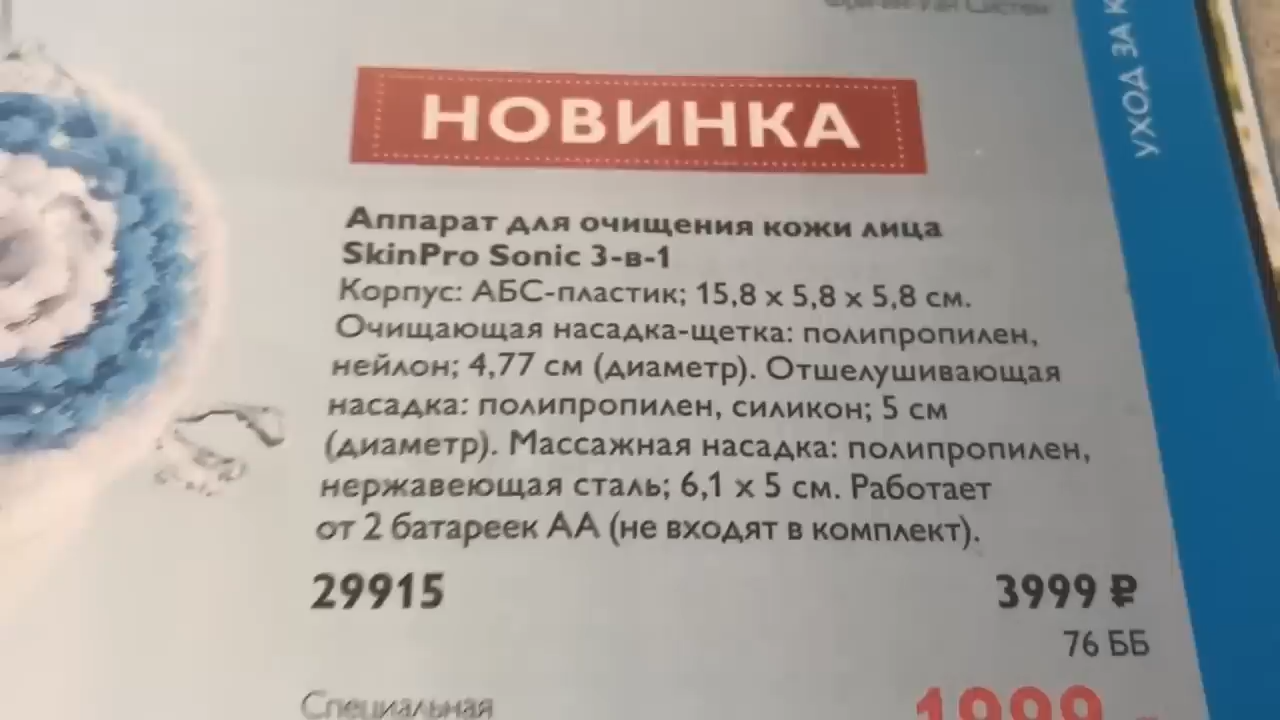 НОВИНКА
Аппарат для очищения кожи лица
SkinPro Sonic 3-в-1
Корпус: АБС-пластик; 15,8 х 5,8 х 5,8 см.
Очищающая насадка-щетка: полипропилен,
нейлон; 4,77 см (диаметр). Отшелушивающая
насадка: полипропилен, силикон; 5 см
(диаметр). Массажная насадка: полипропилен,
нержавеющая сталь; 6,1 х 5 см. Работает
от 2 батареек АА (не входят в комплект).
29915 3999 ₽
76 ББ
Специальная 1999
УХОД ЗА К